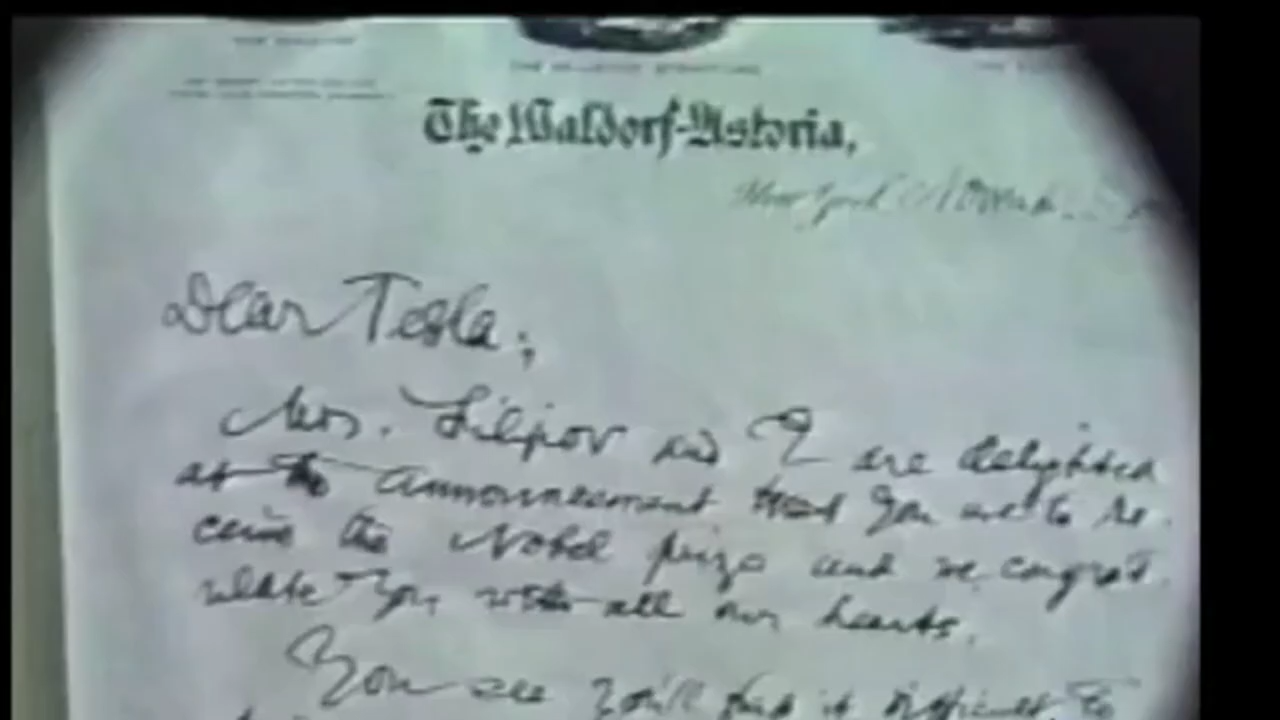 The Waldorf-Astoria,
New York
Dear Tesla:
Mrs. Filipov and I are delighted
at the announcement that you are to re-
ceive the Nobel prize and we congrat-
ulate you with all our hearts.
You see you'll find it difficult to